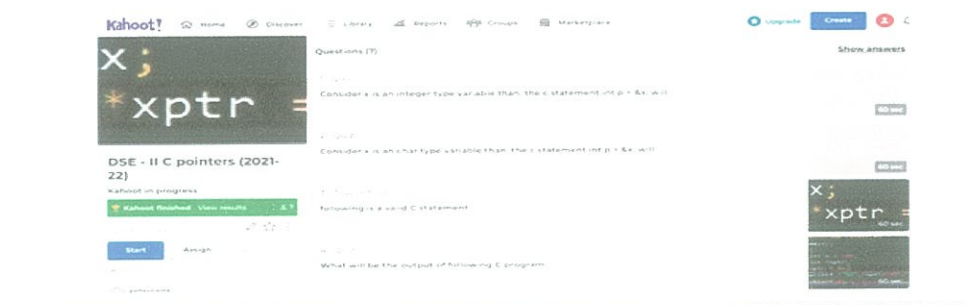 Kahoot!
Home
Discover
Library
Reports
Groups
Marketplace
Upgrade
Create
x;
*xptr =
DSE - II C pointers (2021-
22)
Kahoot in progress
Kahoot finished View results
Start
Assign
Questions (7)
Show answers
Consider x is an integer type variable than, the c statement int p = &x; will
60 sec
Consider x is an char type variable than, the c statement int p = &x; will
60 sec
following is a valid C statement
x;
*xptr =
60 sec
What will be the output of following C program
60 sec